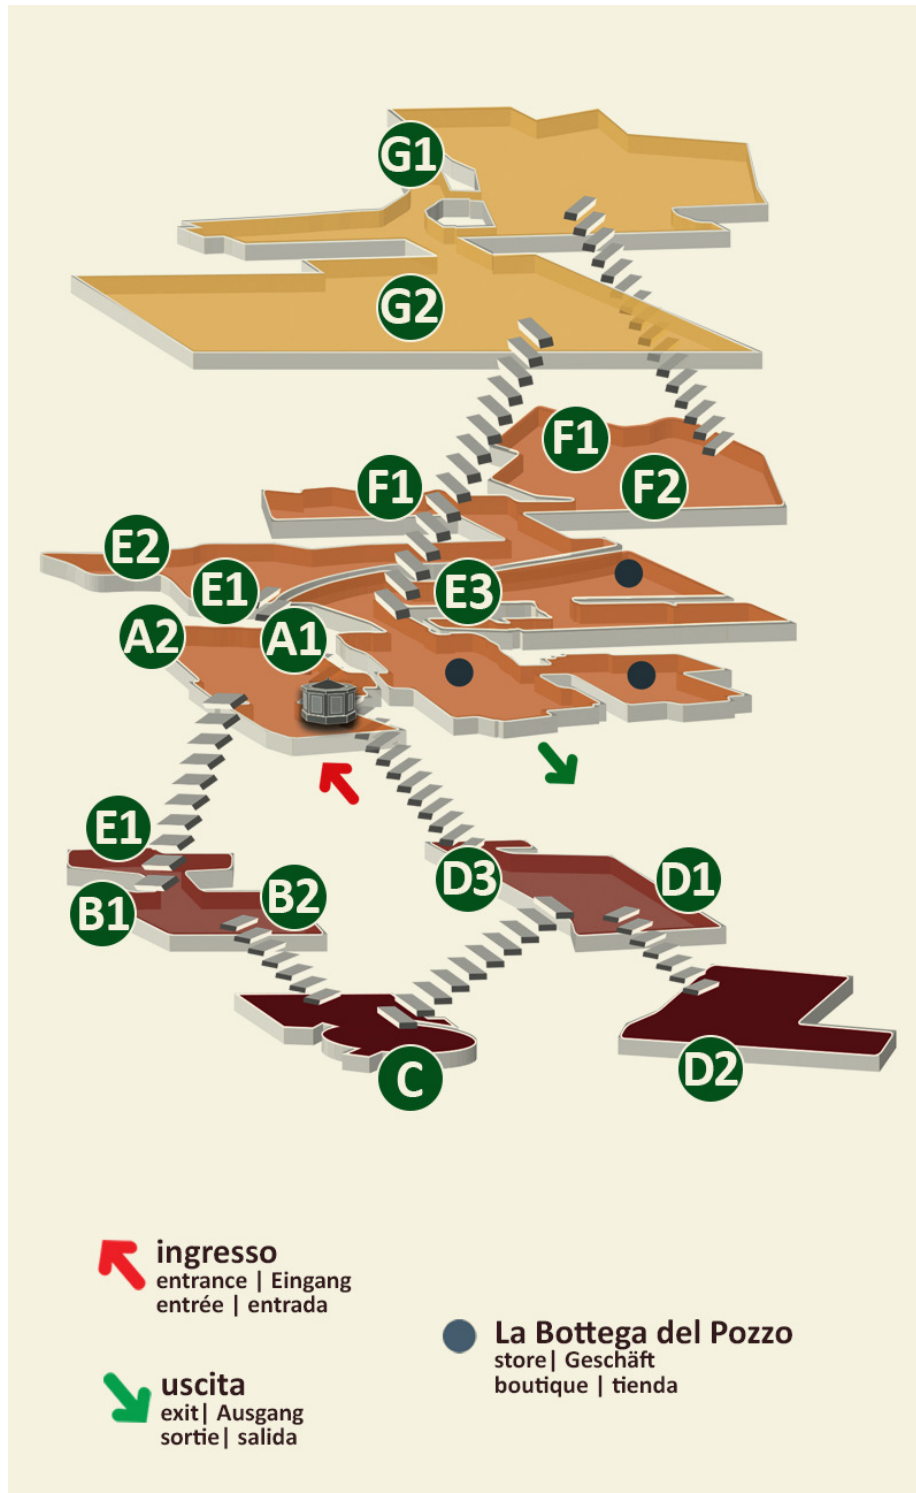 G1
G2
F1
F1
F2
E2
E1
E3
A2
A1
E1
D3
D1
B2
B1
C
D2
ingresso
entrance | Eingang
entrée | entrada
La Bottega del Pozzo
store| Geschäft
boutique | tienda
uscita
exit| Ausgang
sortie| salida